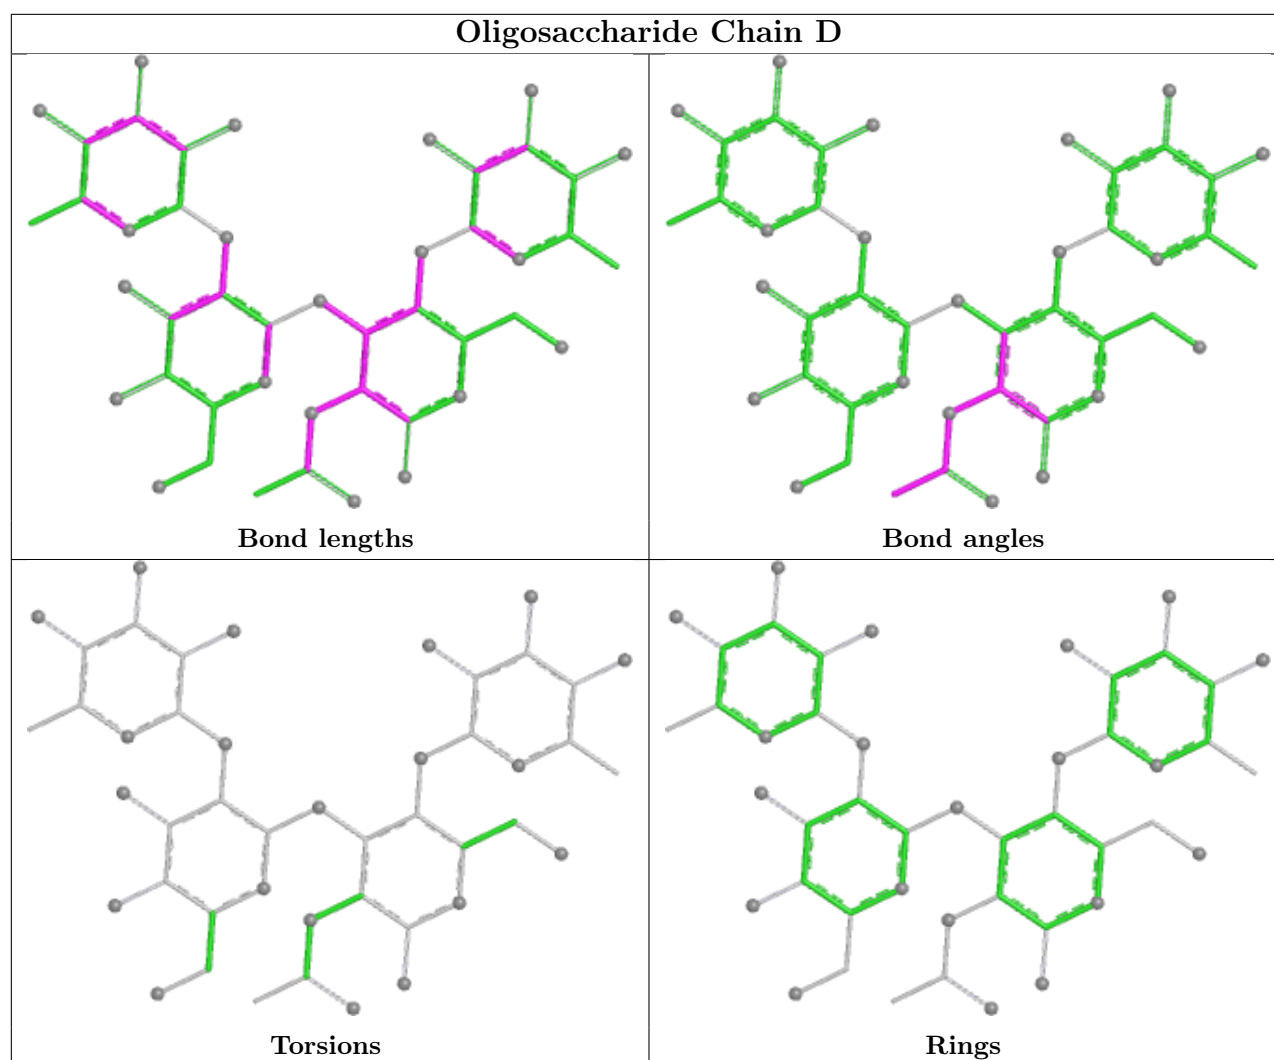 Oligosaccharide Chain D
Bond lengths
Bond angles
Torsions
Rings